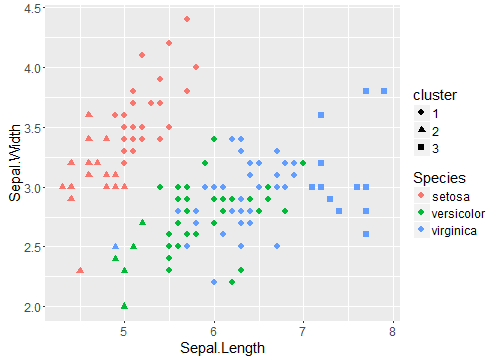 4.5
4.0
3.5
3.0
2.5
2.0
Sepal.Width
5
6
7
8
Sepal.Length
cluster
1
2
3
Species
setosa
versicolor
virginica